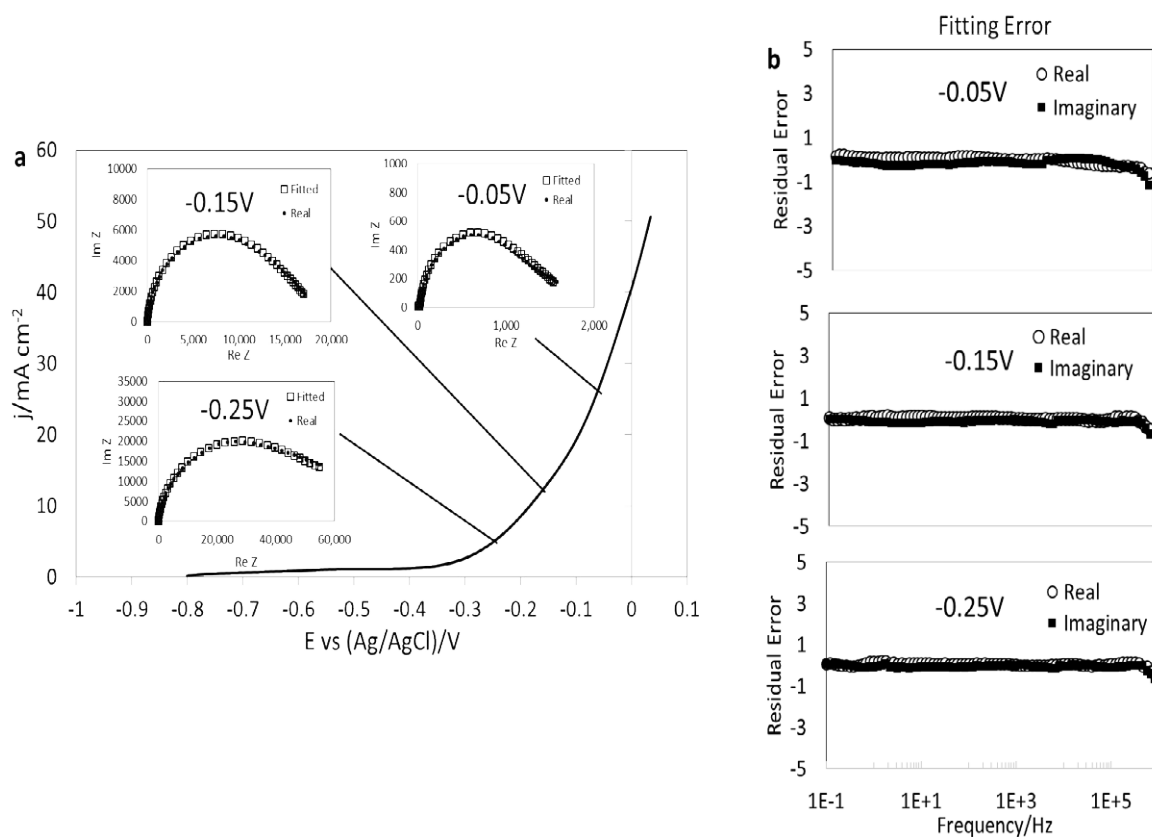 a
j/mA cm-2
60
50
40
30
20
10
0
-1 -0.9 -0.8 -0.7 -0.6 -0.5 -0.4 -0.3 -0.2 -0.1 0 0.1
E vs (Ag/AgCl)/V
-0.15V
Fitted
Real
Im Z
10000
8000
6000
4000
2000
0
0 5,000 10,000 15,000 20,000
Re Z
-0.05V
Fitted
Real
Im Z
1000
800
600
400
200
0
0 1,000 2,000
Re Z
-0.25V
Fitted
Real
Im Z
35000
30000
25000
20000
15000
10000
5000
0
0 20,000 40,000 60,000
Re Z
b
Fitting Error
-0.05V
Real
Imaginary
Residual Error
5
3
1
-1
-3
-5
-0.15V
Real
Imaginary
Residual Error
5
3
1
-1
-3
-5
-0.25V
Real
Imaginary
Residual Error
5
3
1
-1
-3
-5
1E-1 1E+1 1E+3 1E+5
Frequency/Hz